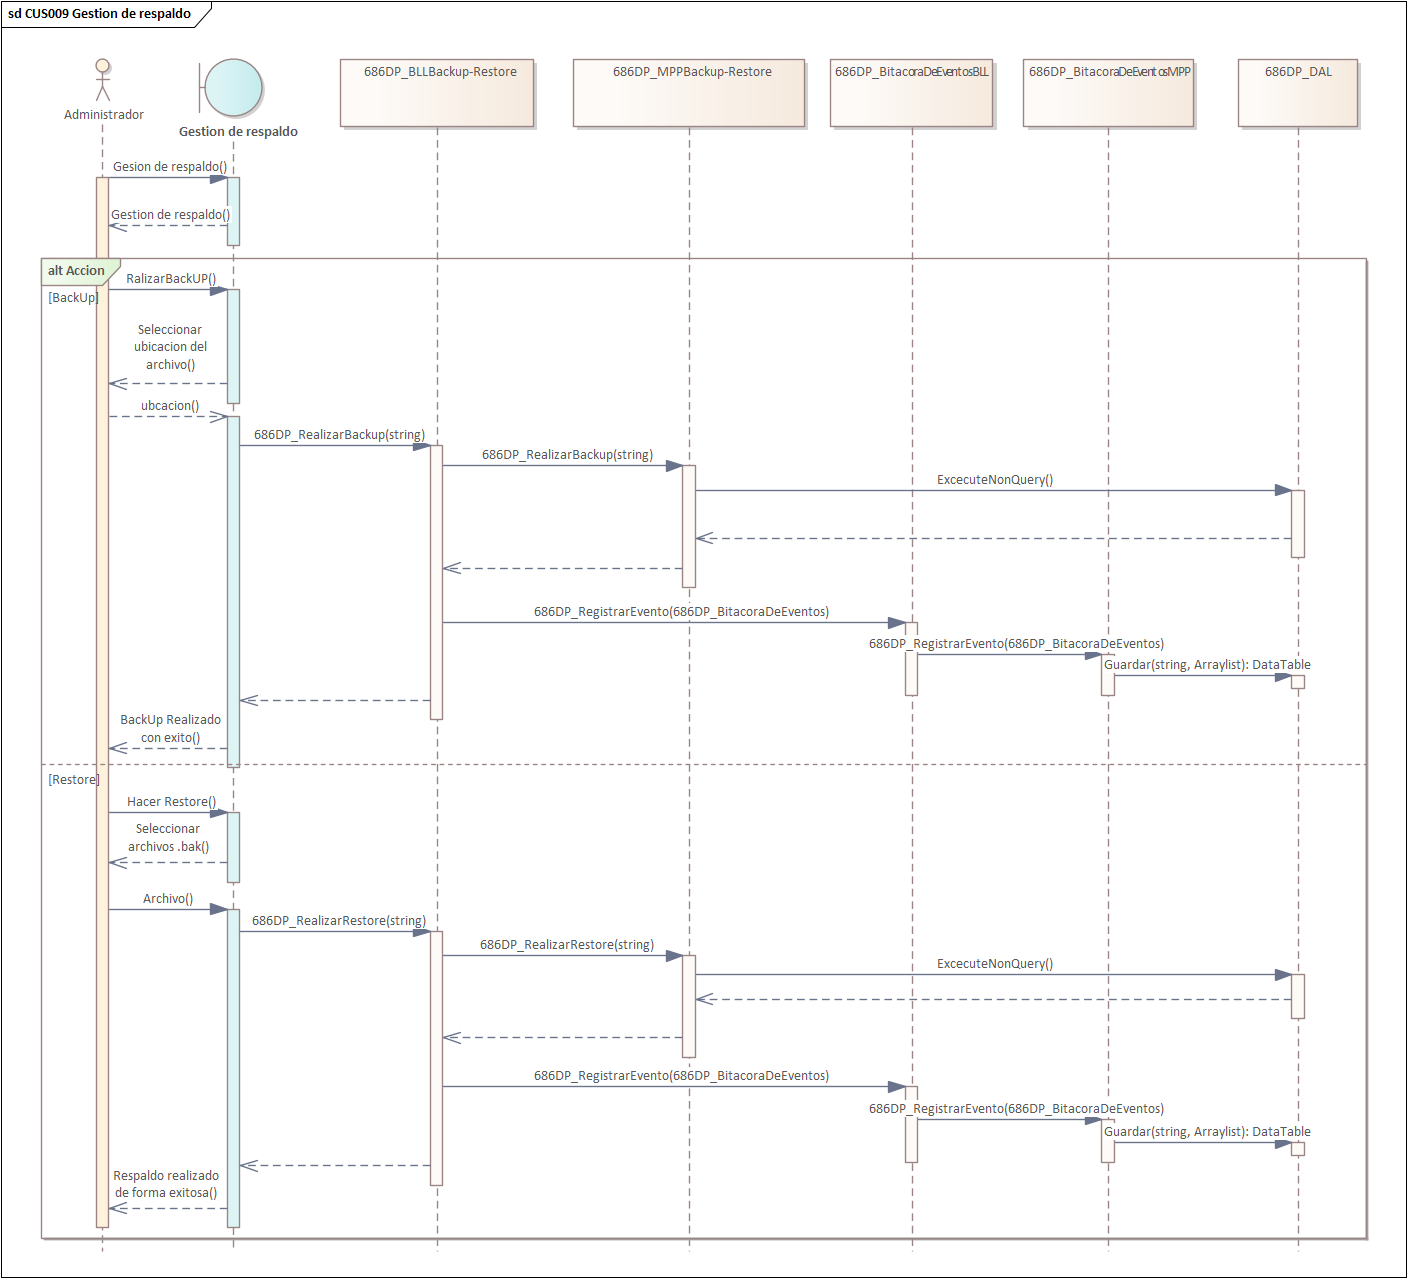 sd CUS009 Gestion de respaldo
Administrador
Gestion de respaldo
686DP_BLLBackup-Restore
686DP_MPPBackup-Restore
686DP_BitacoraDeEventosBLL
686DP_BitacoraDeEventosMPP
686DP_DAL
Gesion de respaldo()
Gestion de respaldo()
alt Accion
[BackUp]
RalizarBackUP()
Seleccionar
ubicacion del
archivo()
ubcacion()
686DP_RealizarBackup(string)
686DP_RealizarBackup(string)
ExcecuteNonQuery()
686DP_RegistrarEvento(686DP_BitacoraDeEventos)
686DP_RegistrarEvento(686DP_BitacoraDeEventos)
Guardar(string, Arraylist): DataTable
BackUp Realizado
con exito()
[Restore]
Hacer Restore()
Seleccionar
archivos .bak()
Archivo()
686DP_RealizarRestore(string)
686DP_RealizarRestore(string)
ExcecuteNonQuery()
686DP_RegistrarEvento(686DP_BitacoraDeEventos)
686DP_RegistrarEvento(686DP_BitacoraDeEventos)
Guardar(string, Arraylist): DataTable
Respaldo realizado
de forma exitosa()